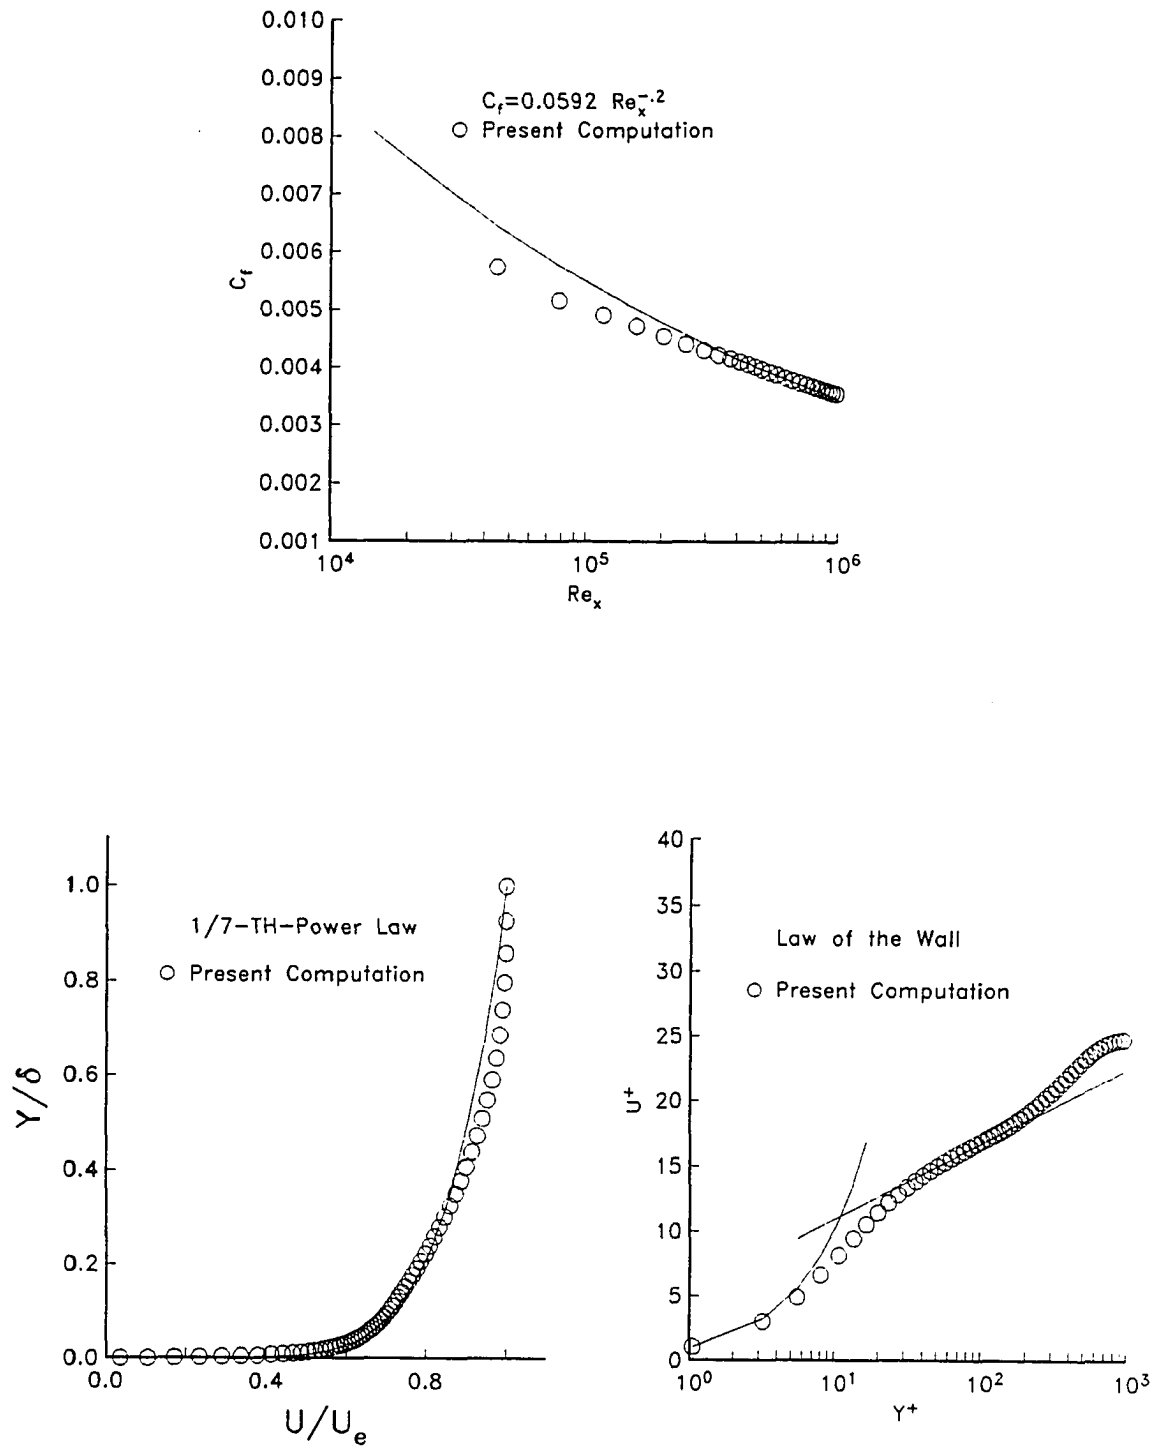 0.010
0.009
0.008
0.007
0.006
0.005
0.004
0.003
0.002
0.001
C_f
C_f=0.0592 Re_x^-.2
Present Computation
10^4 10^5 10^6
Re_x
1.0
0.8
0.6
0.4
0.2
0.0
Y/δ
1/7-TH-Power Law
Present Computation
0.0 0.4 0.8
U/U_e
40
35
30
25
20
15
10
5
0
U^+
Law of the Wall
Present Computation
10^0 10^1 10^2 10^3
Y^+